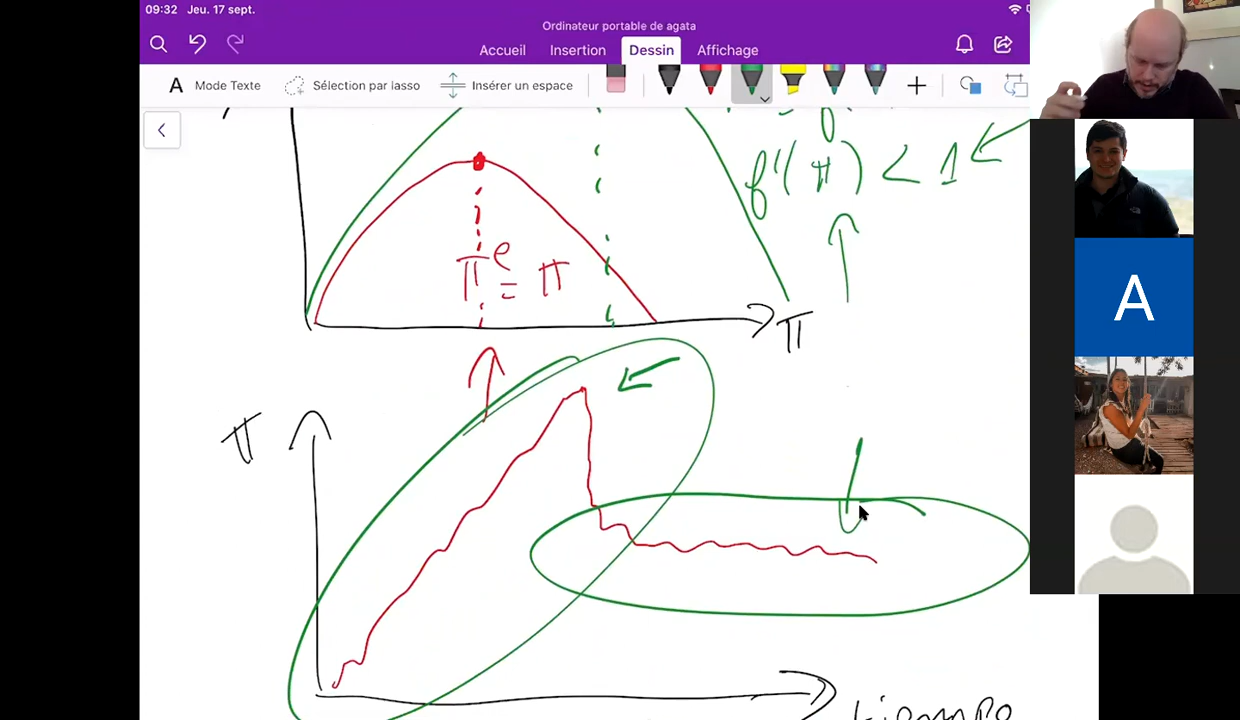 09:32 Jeu. 17 sept.
Ordinateur portable de agata
Accueil Insertion Dessin Affichage
A Mode Texte Sélection par lasso Insérer un espace
f'(π) < 1
π^e = π
π
π
tiempo
A